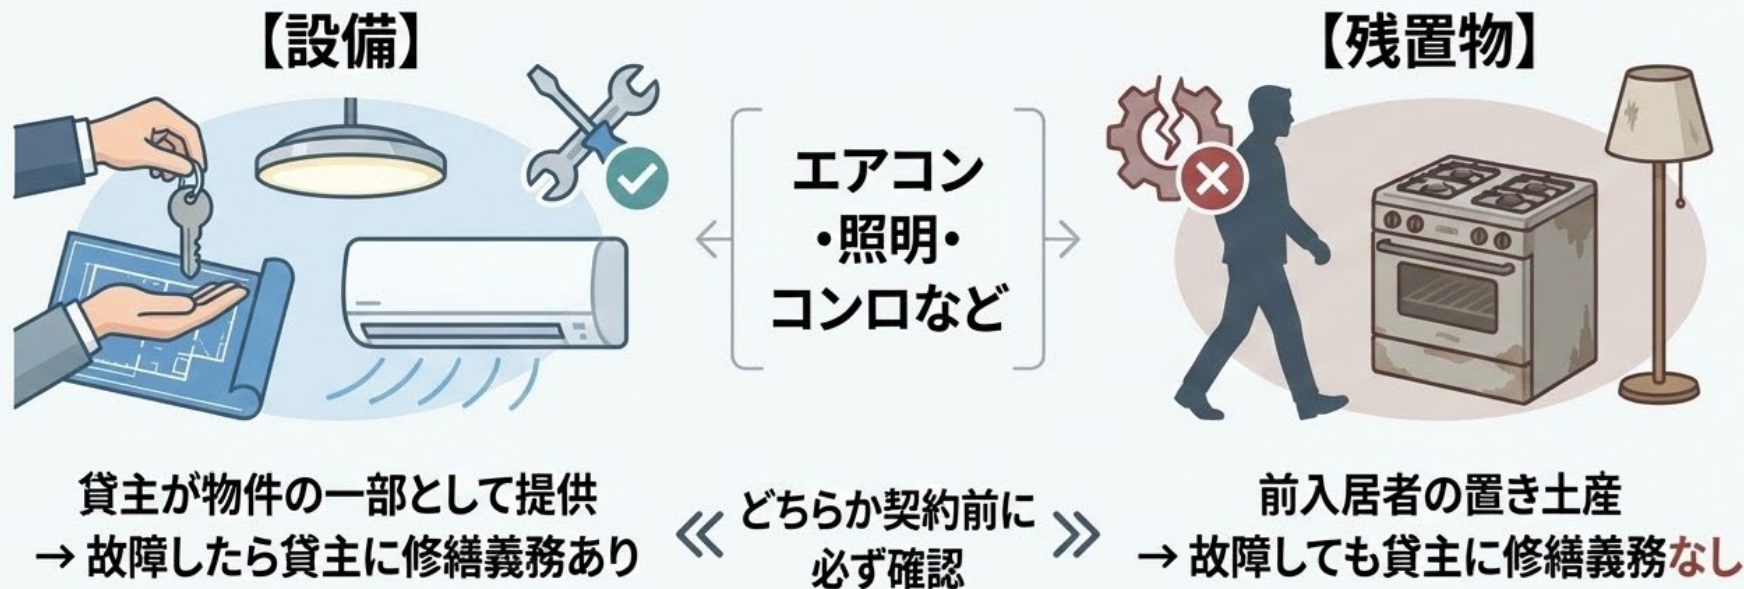 【設備】
【残置物】
エアコン
・照明・
コンロなど
貸主が物件の一部として提供
→ 故障したら貸主に修繕義務あり
どちらか契約前に
必ず確認
前入居者の置き土産
→ 故障しても貸主に修繕義務なし